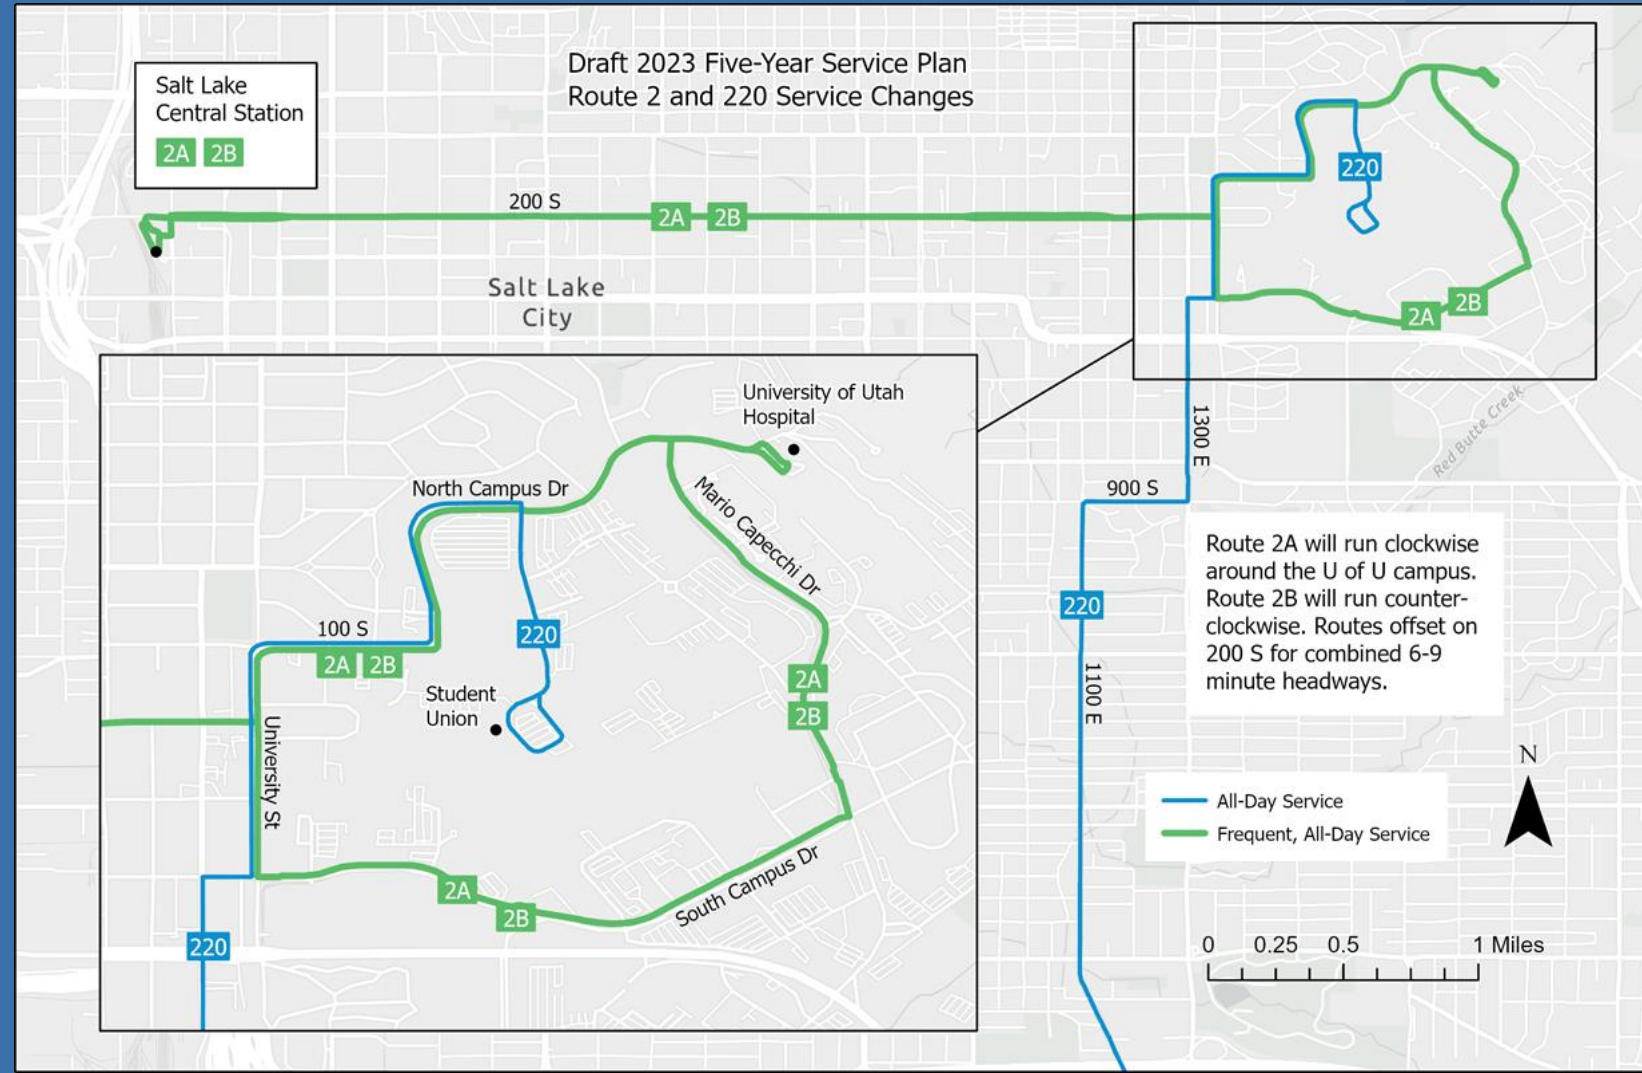 Draft 2023 Five-Year Service Plan
Route 2 and 220 Service Changes
Salt Lake
Central Station
2A 2B
200 S
2A 2B
220
2A
2B
Salt Lake
City
Red Butte Creek
1300 E
900 S
220
1100 E
University of Utah
Hospital
North Campus Dr
Mario Capecchi Dr
100 S
2A 2B
220
Student
Union
2A
2B
University St
2A
2B
South Campus Dr
220
Route 2A will run clockwise
around the U of U campus.
Route 2B will run counter-
clockwise. Routes offset on
200 S for combined 6-9
minute headways.
N
All-Day Service
Frequent, All-Day Service
0 0.25 0.5 1 Miles